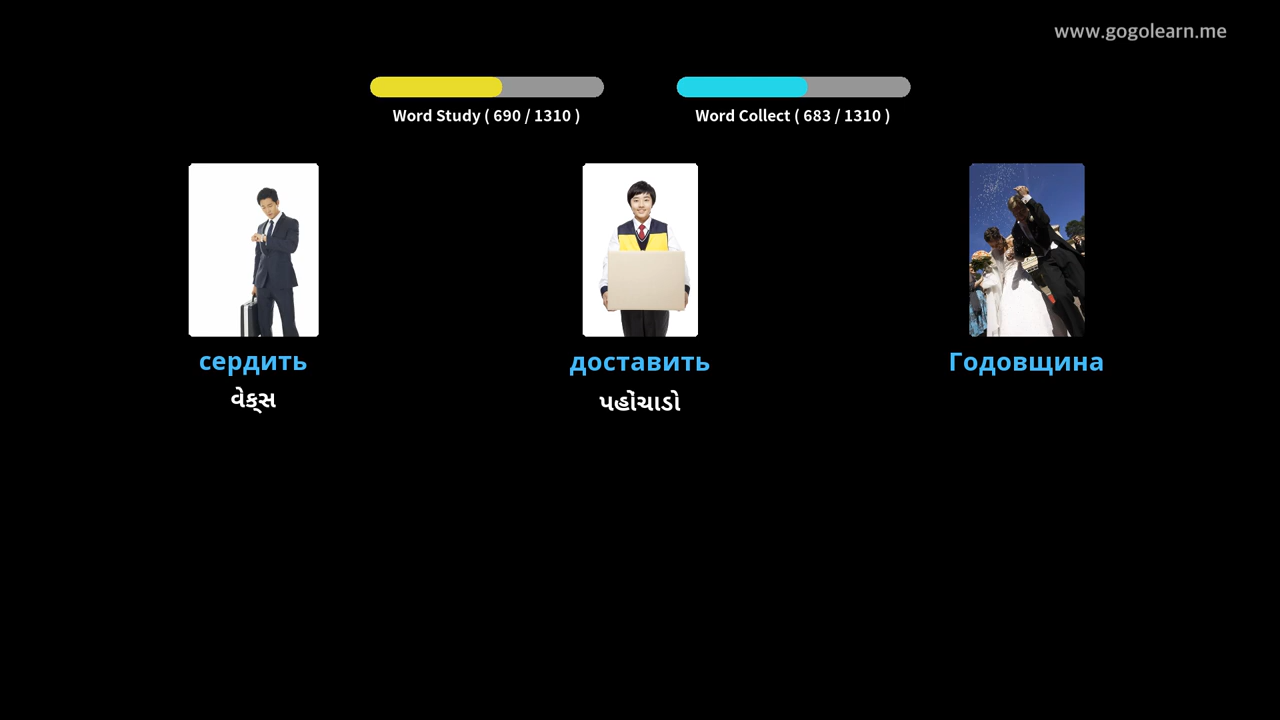 www.gogolearn.me
Word Study ( 690 / 1310 )
Word Collect ( 683 / 1310 )
сердить
доставить
Годовщина
વેક્સ
પહોંચાડો